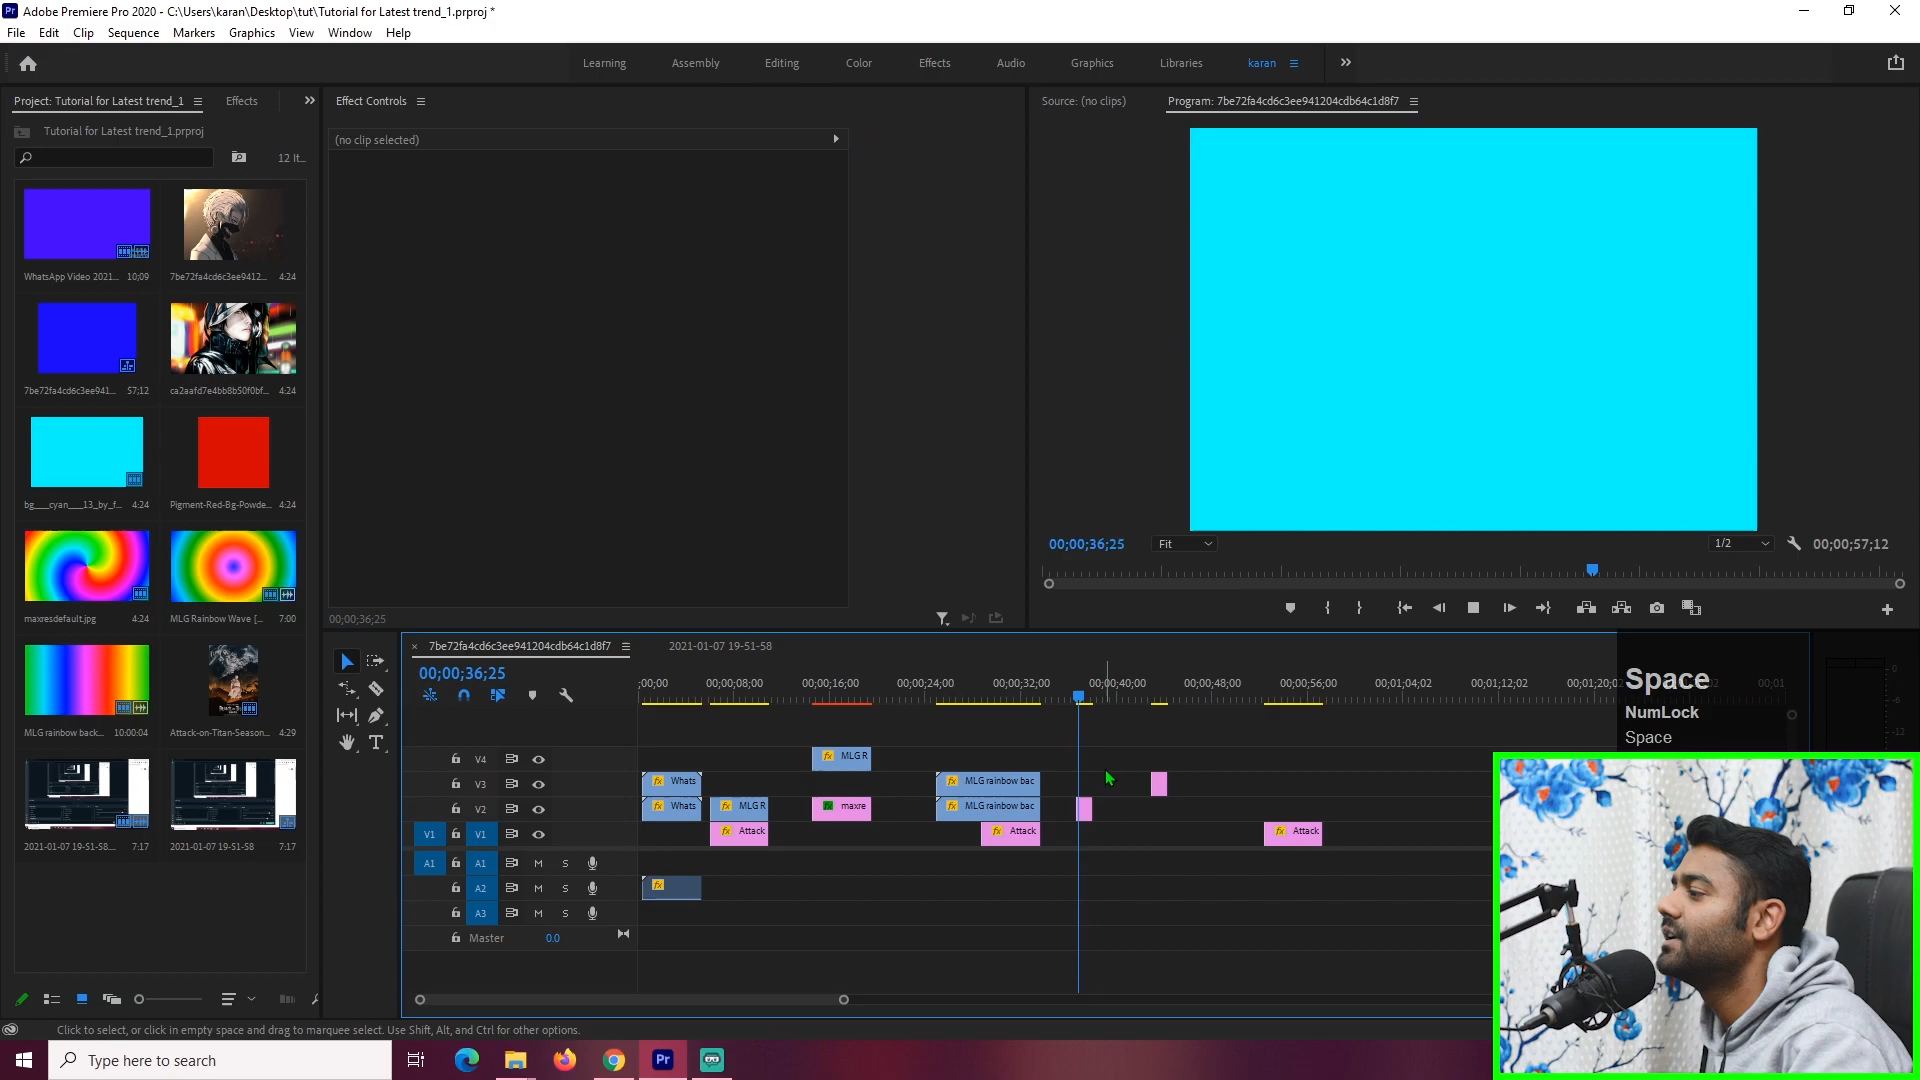 Pr Adobe Premiere Pro 2020 - C:\Users\karan\Desktop\tut\Tutorial for Latest trend_1.prproj *
File Edit Clip Sequence Markers Graphics View Window Help
Learning Assembly Editing Color Effects Audio Graphics Libraries karan
Project: Tutorial for Latest trend_1 Effects
Effect Controls
Source: (no clips) Program: 7be72fa4cd6c3ee941204cdb64c1d8f7
Tutorial for Latest trend_1.prproj
12 It...
(no clip selected)
WhatsApp Video 2021... 10;09 7be72fa4cd6c3ee9412... 4:24
7be72fa4cd6c3ee941... 57;12 ca2aafd7e4bb8b50f0bf... 4:24
bg___cyan___13_by_f... 4:24 Pigment-Red-Bg-Powde... 4:24
maxresdefault.jpg 4:24 MLG Rainbow Wave [... 7:00
MLG rainbow back... 10:00:04 Attack-on-Titan-Season... 4:29
2021-01-07 19-51-58... 7:17 2021-01-07 19-51-58 7:17
00;00;36;25
00;00;36;25 Fit 1/2 00;00;57;12
7be72fa4cd6c3ee941204cdb64c1d8f7 2021-01-07 19-51-58
00;00;36;25
;00;00 00;00;08;00 00;00;16;00 00;00;24;00 00;00;32;00 00;00;40;00 00;00;48;00 00;00;56;00 00;01;04;02 00;01;12;02 00;01;20;02 00;01
V4 MLG R
V3 Whats MLG rainbow bac
V2 Whats MLG R maxre MLG rainbow bac
V1 V1 Attack Attack Attack
A1 A1 M S
A2 M S
A3 M S
Master 0.0
Space
NumLock
Space
Click to select, or click in empty space and drag to marquee select. Use Shift, Alt, and Ctrl for other options.
Type here to search
Pr